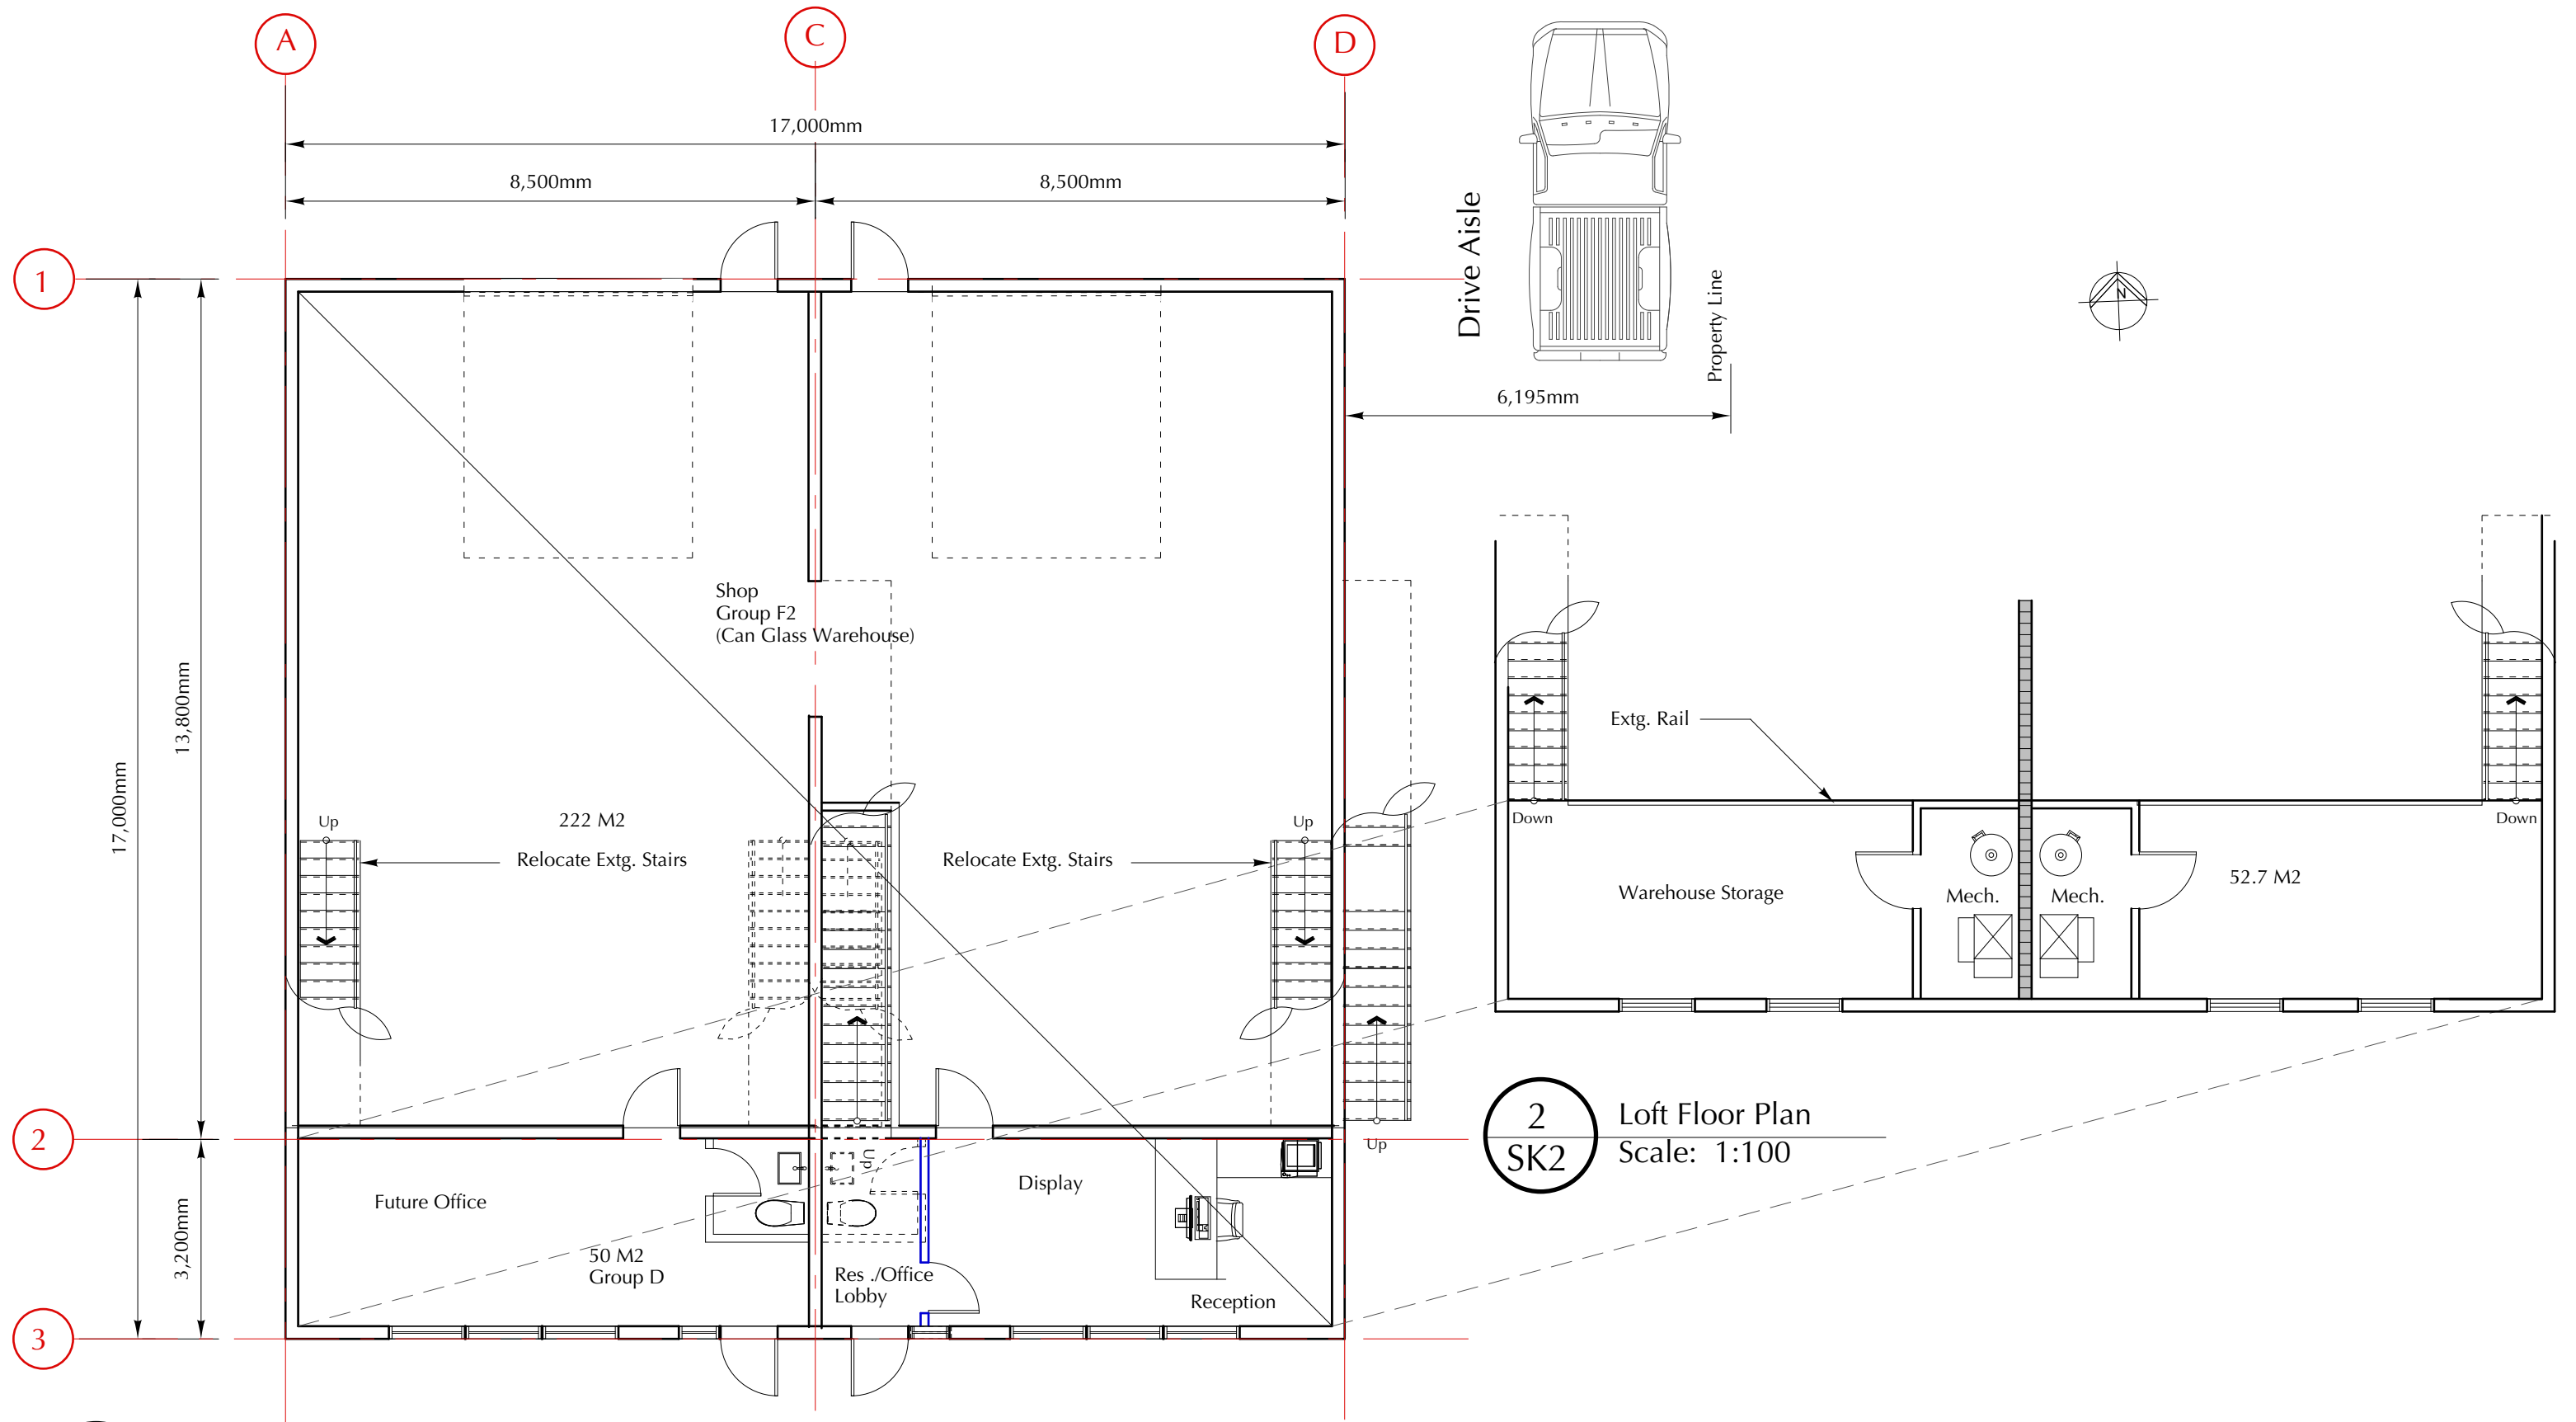 A
C
D
17,000mm
8,500mm
8,500mm
1
Drive Aisle
Property Line
N
6,195mm
Shop
Group F2
(Can Glass Warehouse)
13,800mm
17,000mm
Extg. Rail
Up
222 M2
Up
Down
Down
Relocate Extg. Stairs
Relocate Extg. Stairs
Warehouse Storage
Mech.
Mech.
52.7 M2
2
Up
Up
2
SK2
Loft Floor Plan
Scale: 1:100
Future Office
Display
3,200mm
50 M2
Group D
Res ./Office
Lobby
Reception
3